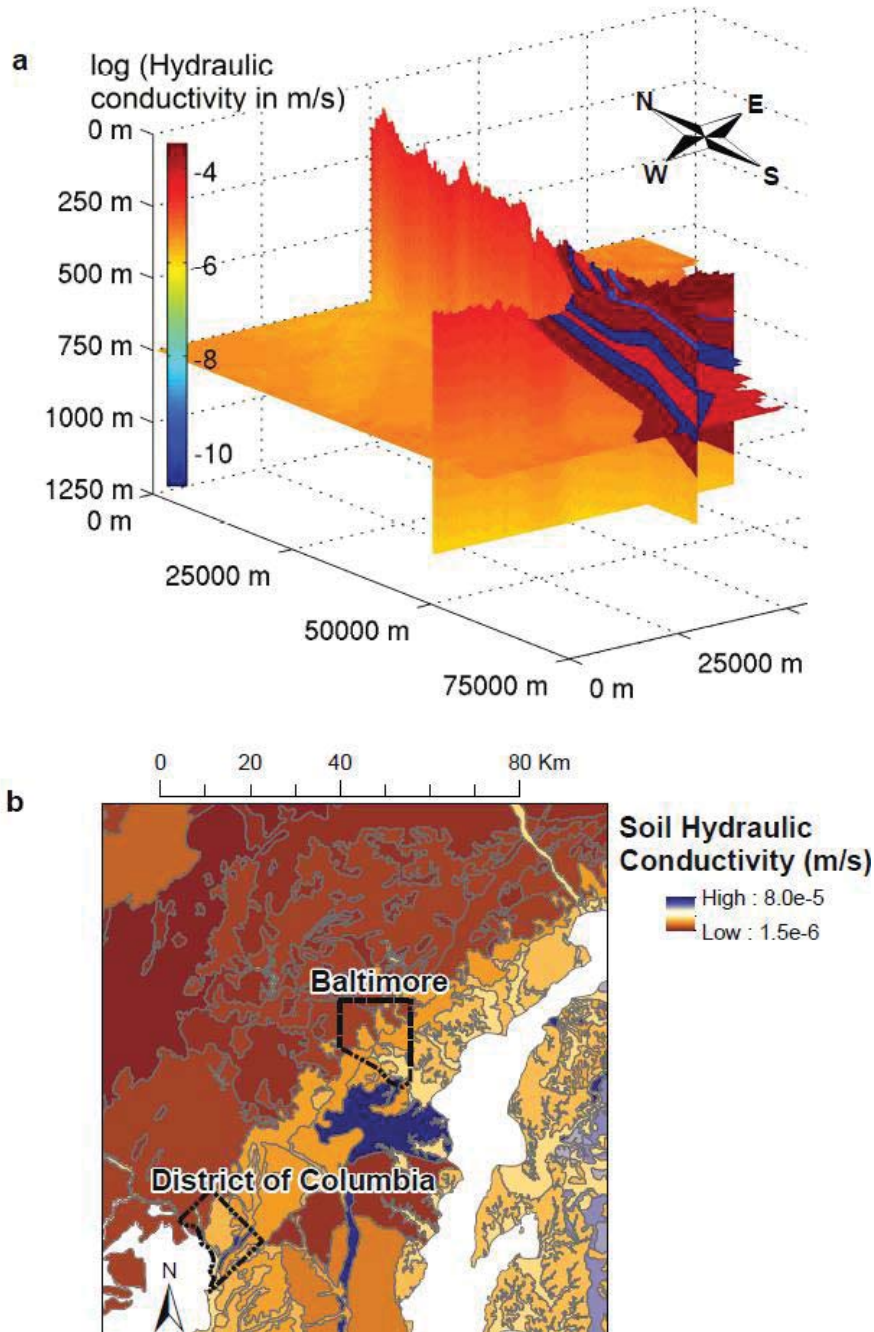 a
log (Hydraulic
conductivity in m/s)
0 m
250 m
500 m
750 m
1000 m
1250 m
-4
-6
-8
-10
N
E
W
S
0 m
25000 m
50000 m
75000 m
0 m
25000 m
b
0 20 40 80 Km
Soil Hydraulic
Conductivity (m/s)
High : 8.0e-5
Low : 1.5e-6
Baltimore
District of Columbia
N